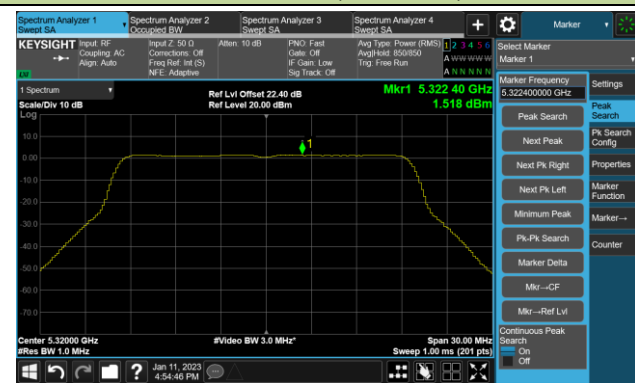 Spectrum Analyzer 1
Swept SA
Spectrum Analyzer 2
Occupied BW
Spectrum Analyzer 3
Swept SA
Spectrum Analyzer 4
Swept SA
+
Marker
KEYSIGHT
Input: RF
Coupling: AC
Align: Auto
Input Z: 50 Ω
Corrections: Off
Freq Ref: Int (S)
NFE: Adaptive
Atten: 10 dB
PNO: Fast
Gate: Off
IF Gain: Low
Sig Track: Off
Avg Type: Power (RMS)
Avg|Hold: 850/850
Trig: Free Run
1 2 3 4 5 6
A W W W W W
A N N N N N
Select Marker
Marker 1
1 Spectrum
Scale/Div 10 dB
Log
Ref Lvl Offset 22.40 dB
Ref Level 20.00 dBm
Mkr1 5.322 40 GHz
1.518 dBm
10.0
0.00
-10.0
-20.0
-30.0
-40.0
-50.0
-60.0
-70.0
1
Center 5.32000 GHz
#Res BW 1.0 MHz
#Video BW 3.0 MHz*
Span 30.00 MHz
Sweep 1.00 ms (201 pts)
Marker Frequency
5.322400000 GHz
Peak Search
Next Peak
Next Pk Right
Next Pk Left
Minimum Peak
Pk-Pk Search
Marker Delta
Mkr→CF
Mkr→Ref Lvl
Continuous Peak
Search
On
Off
Settings
Peak
Search
Pk Search
Config
Properties
Marker
Function
Marker→
Counter
?
Jan 11, 2023
4:54:46 PM